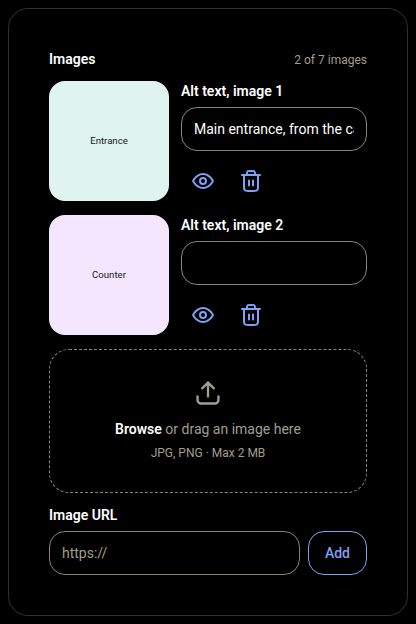 Images
2 of 7 images
Entrance
Alt text, image 1
Main entrance, from the
Counter
Alt text, image 2
Browse or drag an image here
JPG, PNG · Max 2 MB
Image URL
https://
Add